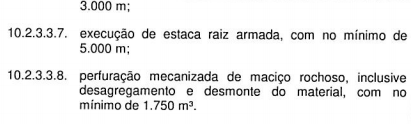 3.000 m;
10.2.3.3.7. execução de estaca raiz armada, com no mínimo de
5.000 m;
10.2.3.3.8. perfuração mecanizada de maciço rochoso, inclusive
desagregamento e desmonte do material, com no
mínimo de 1.750 m³.